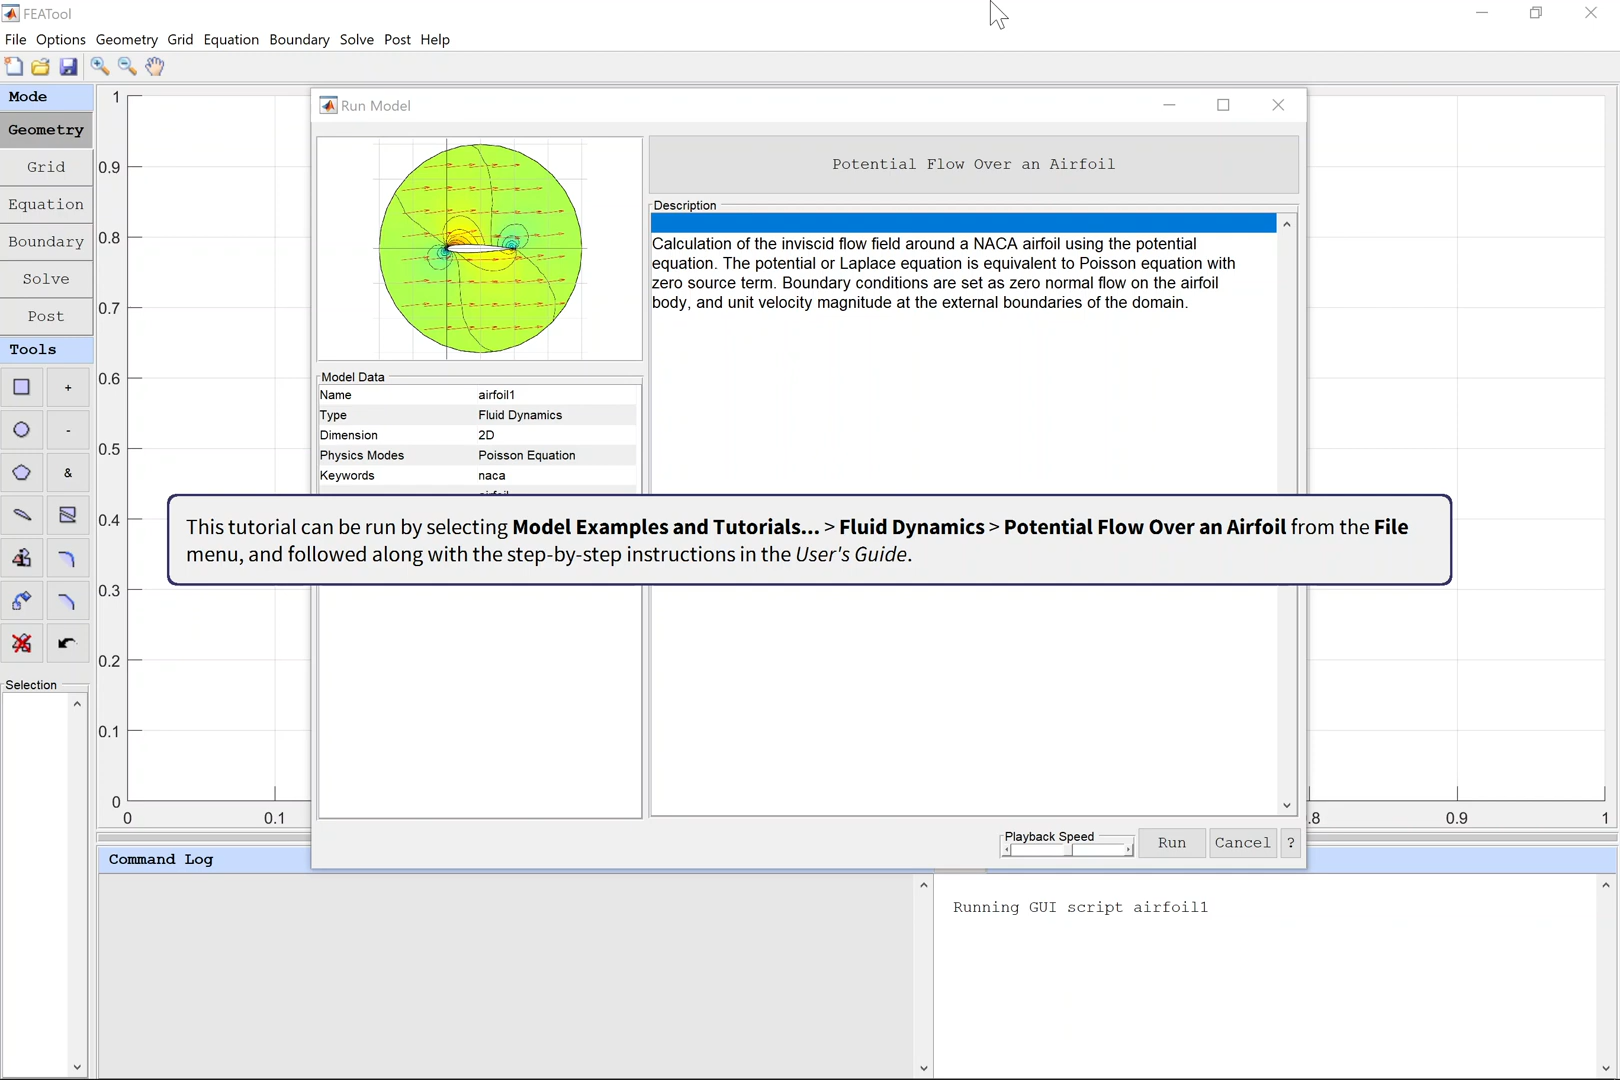 FEATool
File Options Geometry Grid Equation Boundary Solve Post Help
Mode
Geometry
Grid
Equation
Boundary
Solve
Post
Tools
+
-
&
Selection
1
0.9
0.8
0.7
0.6
0.5
0.4
0.3
0.2
0.1
0
0 0.1 .8 0.9 1
Run Model
Potential Flow Over an Airfoil
Description
Calculation of the inviscid flow field around a NACA airfoil using the potential
equation. The potential or Laplace equation is equivalent to Poisson equation with
zero source term. Boundary conditions are set as zero normal flow on the airfoil
body, and unit velocity magnitude at the external boundaries of the domain.
Model Data
Name airfoil1
Type Fluid Dynamics
Dimension 2D
Physics Modes Poisson Equation
Keywords naca
This tutorial can be run by selecting Model Examples and Tutorials... > Fluid Dynamics > Potential Flow Over an Airfoil from the File
menu, and followed along with the step-by-step instructions in the User's Guide.
Playback Speed
Run Cancel ?
Command Log
Running GUI script airfoil1